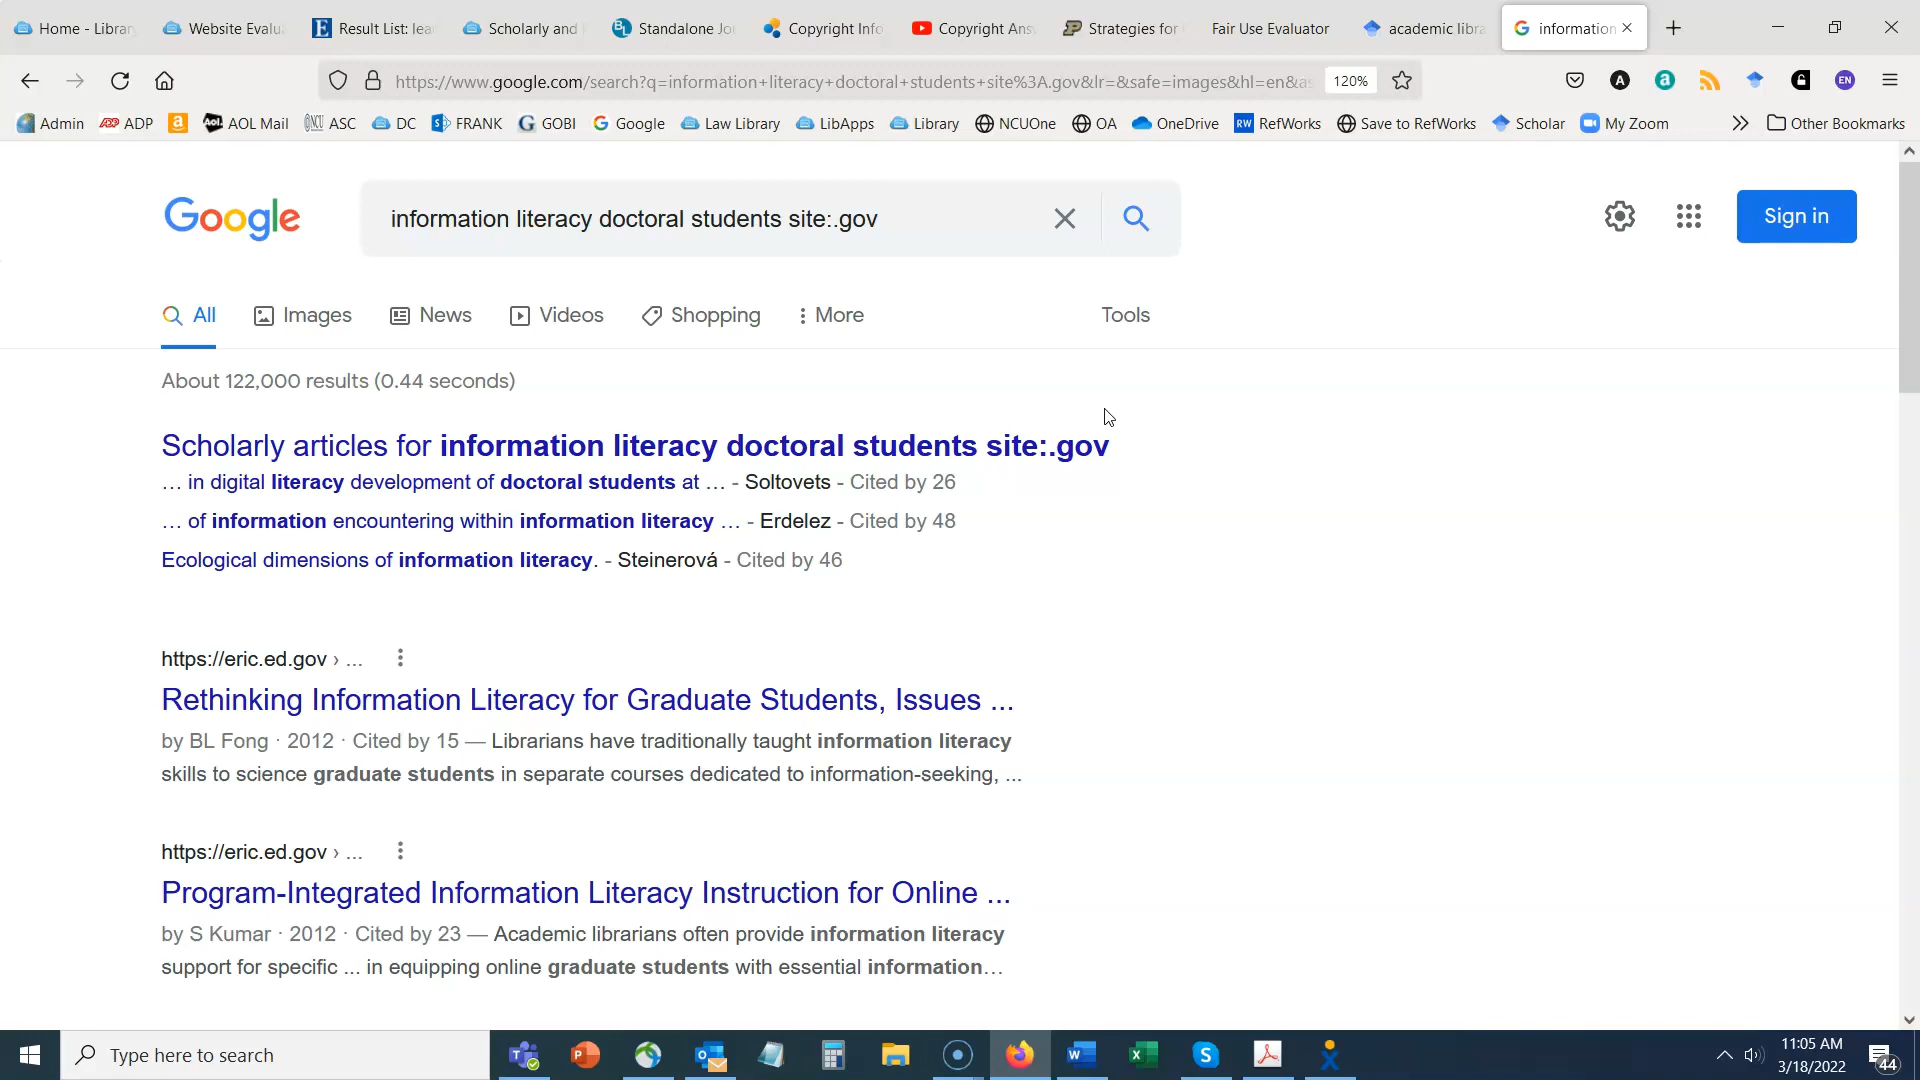 Home - Librar
Website Evalu
Result List: lea
Scholarly and
Standalone Jo
Copyright Info
Copyright Ans
Strategies for
Fair Use Evaluator
academic libra
information
https://www.google.com/search?q=information+literacy+doctoral+students+site%3A.gov&lr=&safe=images&hl=en&as
120%
Admin
ADP
AOL Mail
ASC
DC
FRANK
GOBI
Google
Law Library
LibApps
Library
NCUOne
OA
OneDrive
RefWorks
Save to RefWorks
Scholar
My Zoom
Other Bookmarks
Google
information literacy doctoral students site:.gov
Sign in
All
Images
News
Videos
Shopping
More
Tools
About 122,000 results (0.44 seconds)
Scholarly articles for information literacy doctoral students site:.gov
... in digital literacy development of doctoral students at ... - Soltovets - Cited by 26
... of information encountering within information literacy ... - Erdelez - Cited by 48
Ecological dimensions of information literacy. - Steinerová - Cited by 46
https://eric.ed.gov › ...
Rethinking Information Literacy for Graduate Students, Issues ...
by BL Fong · 2012 · Cited by 15 — Librarians have traditionally taught information literacy
skills to science graduate students in separate courses dedicated to information-seeking, ...
https://eric.ed.gov › ...
Program-Integrated Information Literacy Instruction for Online ...
by S Kumar · 2012 · Cited by 23 — Academic librarians often provide information literacy
support for specific ... in equipping online graduate students with essential information...
Type here to search
11:05 AM
3/18/2022
44